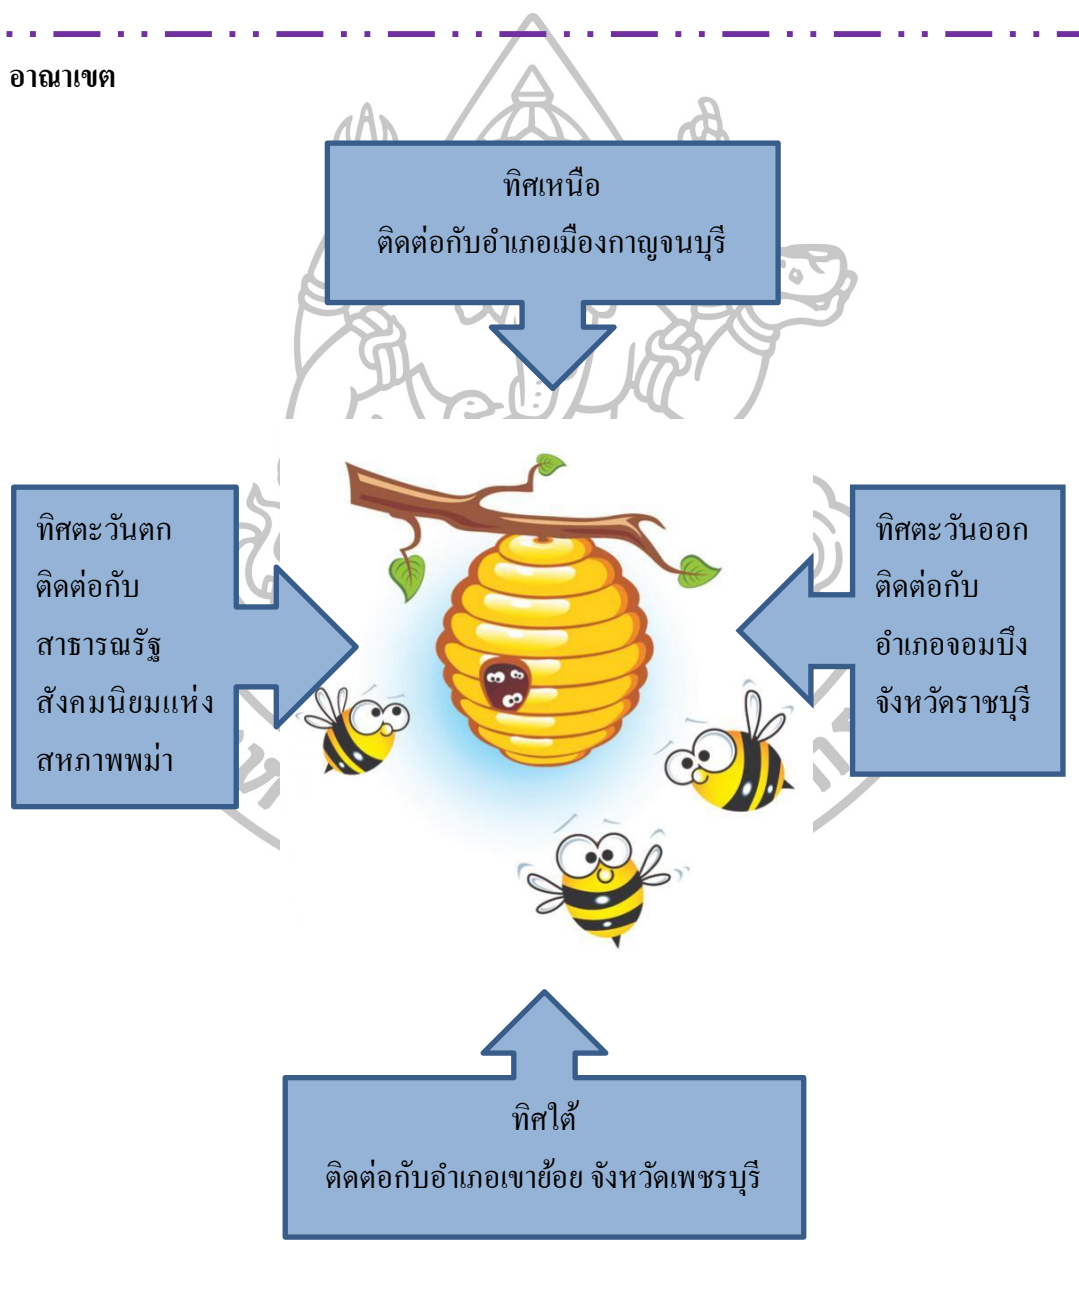 อาณาเขต
ทิศเหนือ
ติดต่อกับอำเภอเมืองกาญจนบุรี
ทิศตะวันตก
ติดต่อกับ
สาธารณรัฐ
สังคมนิยมแห่ง
สหภาพพม่า
ทิศตะวันออก
ติดต่อกับ
อำเภอจอมบึง
จังหวัดราชบุรี
ทิศใต้
ติดต่อกับอำเภอเขาย้อย จังหวัดเพชรบุรี